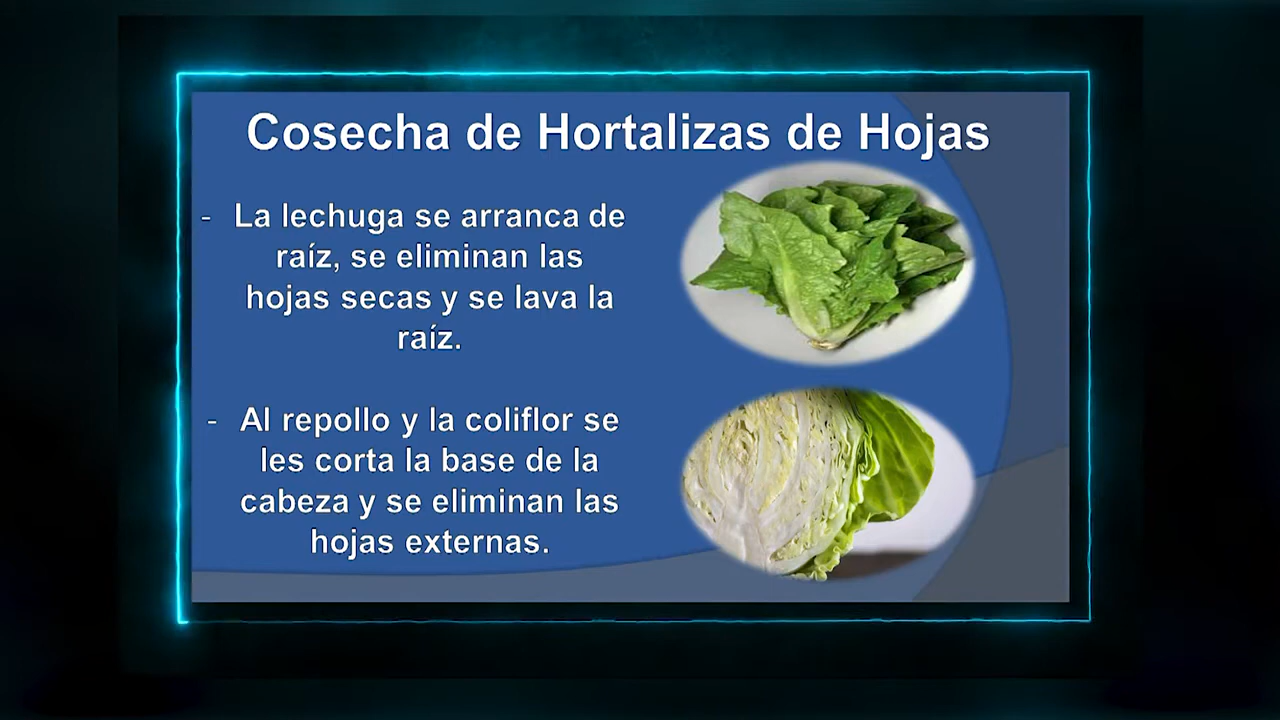 Cosecha de Hortalizas de Hojas
- La lechuga se arranca de
raíz, se eliminan las
hojas secas y se lava la
raíz.
- Al repollo y la coliflor se
les corta la base de la
cabeza y se eliminan las
hojas externas.